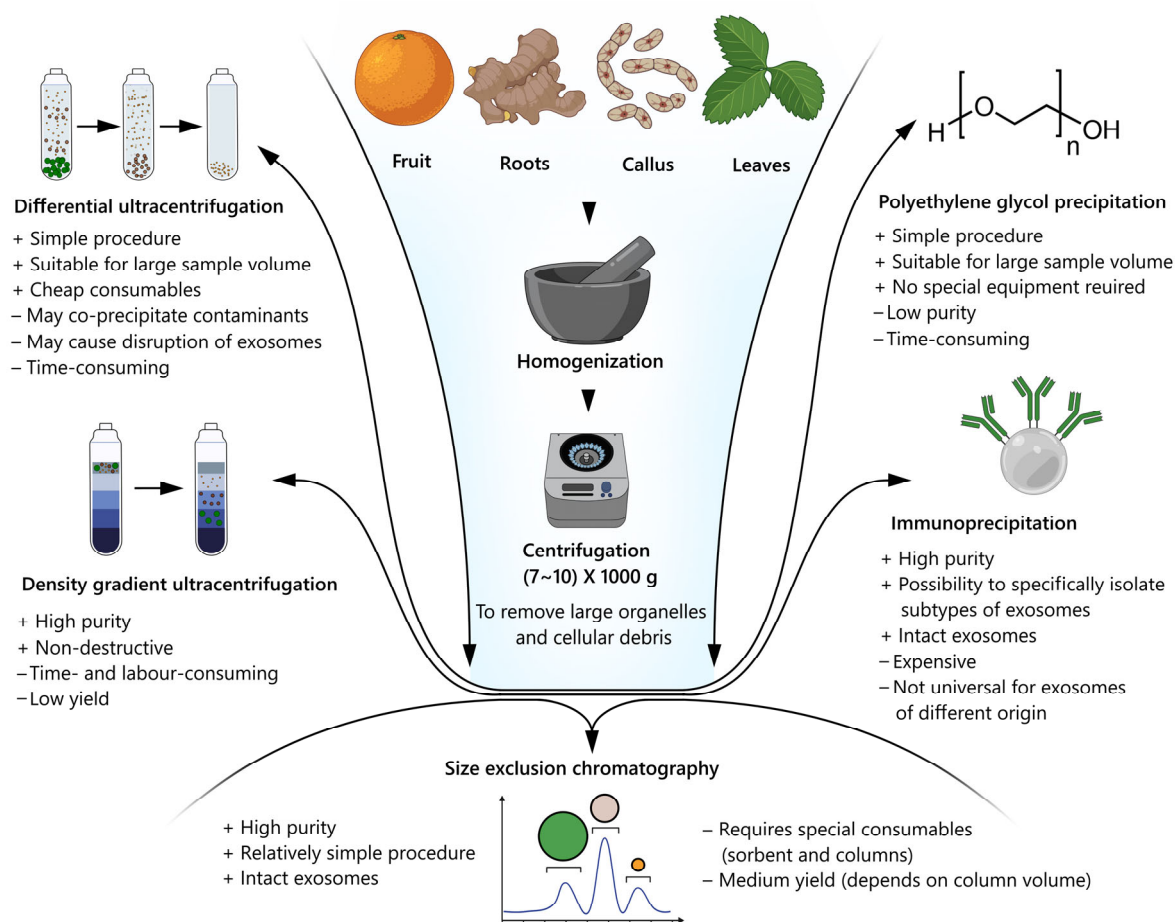 Fruit
Roots
Callus
Leaves
Homogenization
Centrifugation
(7~10) X 1000 g
To remove large organelles
and cellular debris
Differential ultracentrifugation
+ Simple procedure
+ Suitable for large sample volume
+ Cheap consumables
– May co-precipitate contaminants
– May cause disruption of exosomes
– Time-consuming
Density gradient ultracentrifugation
+ High purity
+ Non-destructive
– Time- and labour-consuming
– Low yield
H [ O ] n OH
Polyethylene glycol precipitation
+ Simple procedure
+ Suitable for large sample volume
+ No special equipment reuired
– Low purity
– Time-consuming
Immunoprecipitation
+ High purity
+ Possibility to specifically isolate
subtypes of exosomes
+ Intact exosomes
– Expensive
– Not universal for exosomes
of different origin
Size exclusion chromatography
+ High purity
+ Relatively simple procedure
+ Intact exosomes
– Requires special consumables
(sorbent and columns)
– Medium yield (depends on column volume)